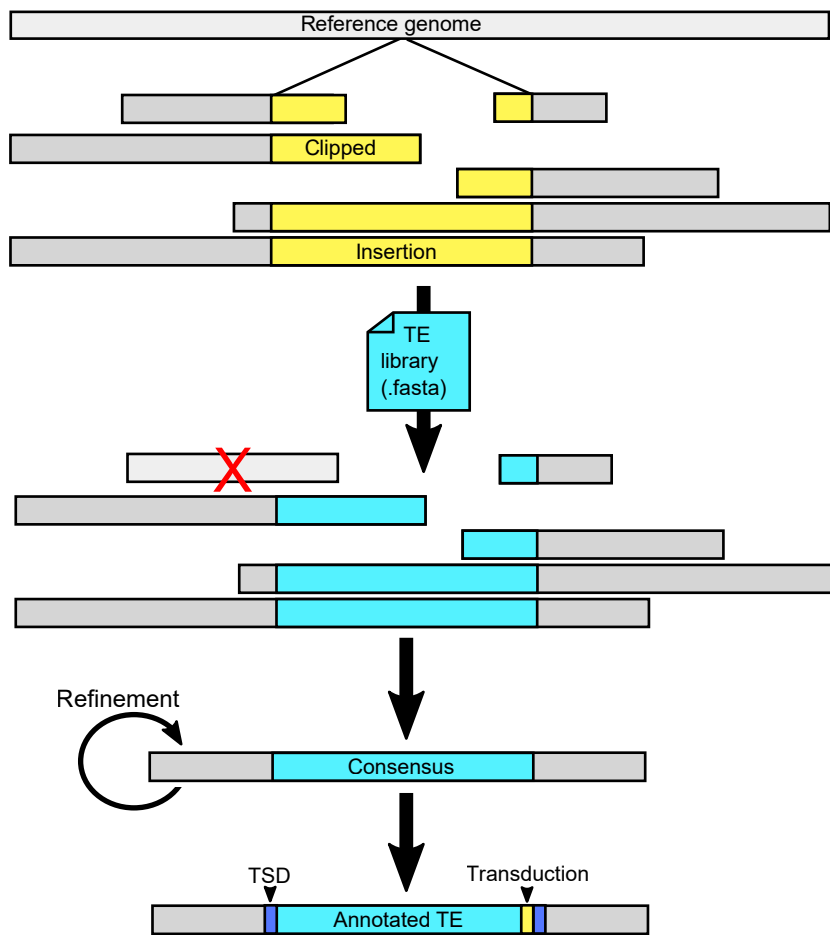 Reference genome
Clipped
Insertion
TE
library
(.fasta)
X
Refinement
Consensus
TSD
Transduction
Annotated TE